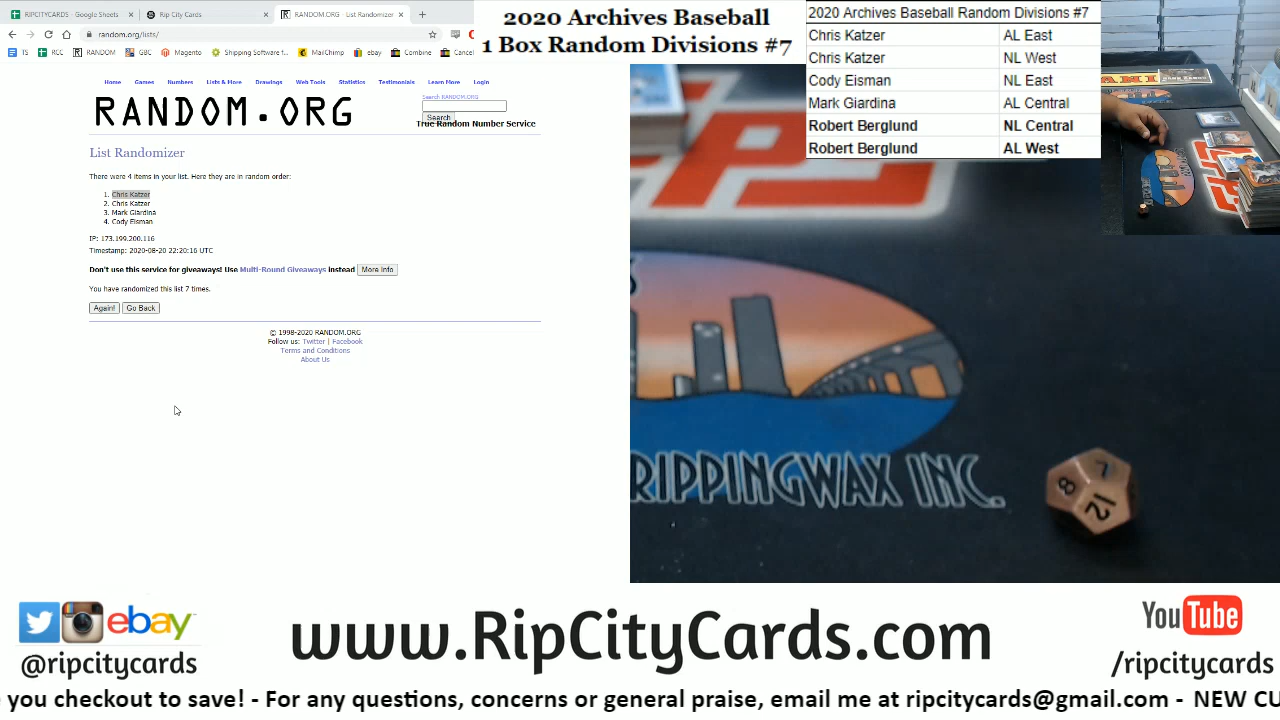 RIPCITYCARDS - Google Sheets
Rip City Cards
RANDOM.ORG - List Randomizer
random.org/lists/
TS
RCC
RANDOM
GBC
Magento
Shipping Software f...
MailChimp
ebay
Combine
Combine
Cancel
Home Games Numbers Lists & More Drawings Web Tools Statistics Testimonials Learn More Login
RANDOM.ORG
Search RANDOM.ORG
Search
True Random Number Service
List Randomizer
There were 4 items in your list. Here they are in random order:
1. Chris Katzer
2. Chris Katzer
3. Mark Giardina
4. Cody Eisman
IP: 173.199.200.116
Timestamp: 2020-08-20 22:20:16 UTC
Don't use this service for giveaways! Use Multi-Round Giveaways instead More Info
You have randomized this list 7 times.
Again! Go Back
© 1998-2020 RANDOM.ORG
Follow us: Twitter | Facebook
Terms and Conditions
About Us
2020 Archives Baseball
1 Box Random Divisions #7
2020 Archives Baseball Random Divisions #7
Chris Katzer AL East
Chris Katzer NL West
Cody Eisman NL East
Mark Giardina AL Central
Robert Berglund NL Central
Robert Berglund AL West
RIPPINGWAX INC.
7
8
12
ebay
@ripcitycards
www.RipCityCards.com
YouTube
/ripcitycards
you checkout to save! - For any questions, concerns or general praise, email me at ripcitycards@gmail.com - NEW CU